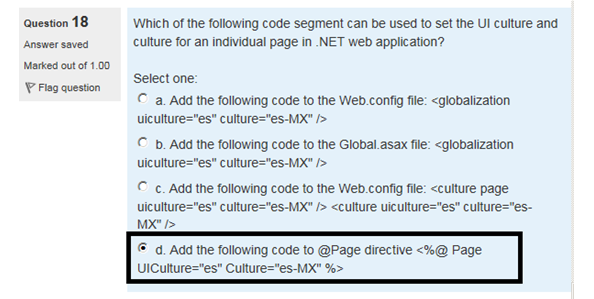 Question 18
Answer saved
Marked out of 1.00
Flag question
Which of the following code segment can be used to set the UI culture and
culture for an individual page in .NET web application?
Select one:
a. Add the following code to the Web.config file: <globalization
uiculture="es" culture="es-MX" />
b. Add the following code to the Global.asax file: <globalization
uiculture="es" culture="es-MX" />
c. Add the following code to the Web.config file: <culture page
uiculture="es" culture="es-MX" /> <culture uiculture="es" culture="es-
MX" />
d. Add the following code to @Page directive <%@ Page
UICulture="es" Culture="es-MX" %>